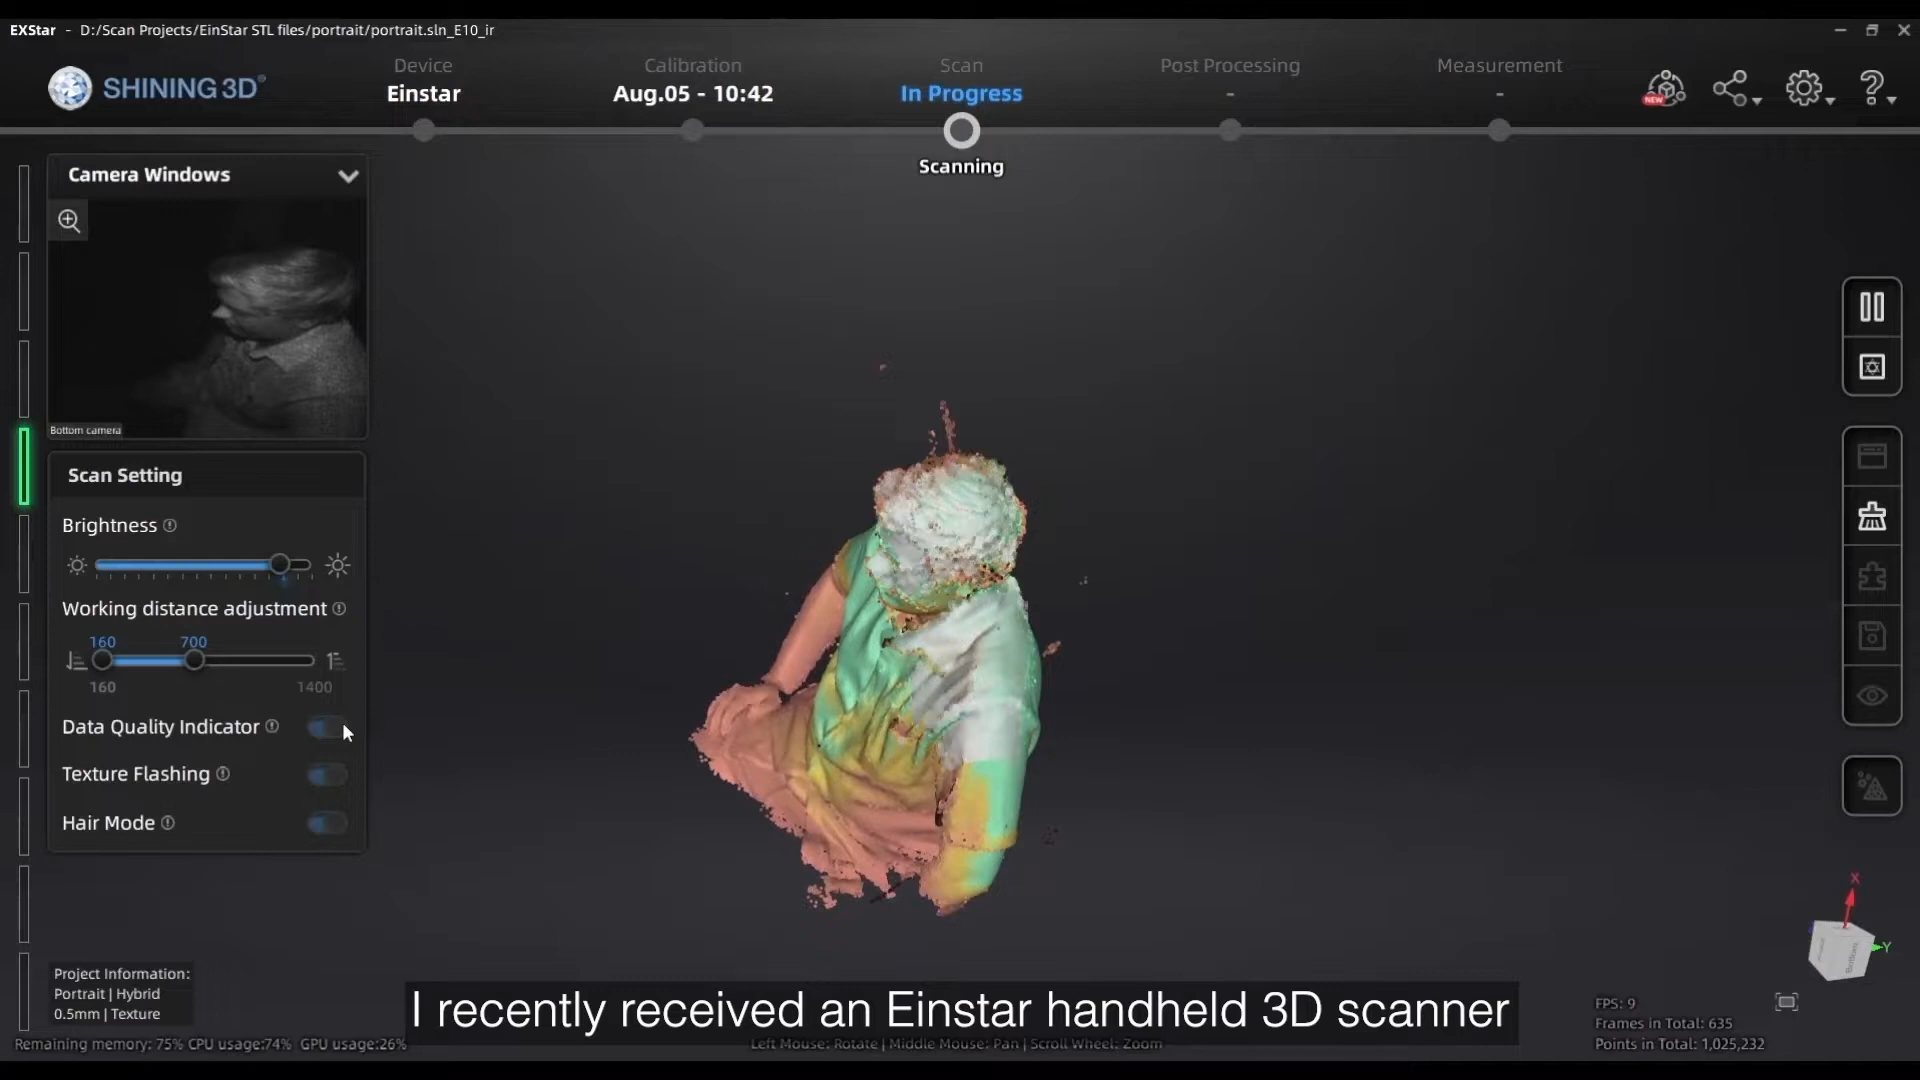 EXStar - D:/Scan Projects/EinStar STL files/portrait/portrait.sln_E10_ir
SHINING 3D®
Device
Einstar
Calibration
Aug.05 - 10:42
Scan
In Progress
Scanning
Post Processing
-
Measurement
-
NEW
Camera Windows
Bottom camera
Scan Setting
Brightness
Working distance adjustment
160 700
160 1400
Data Quality Indicator
Texture Flashing
Hair Mode
X
Y
Bottom
Project Information:
Portrait | Hybrid
0.5mm | Texture
I recently received an Einstar handheld 3D scanner
FPS: 9
Frames in Total: 635
Points in Total: 1,025,232
Remaining memory: 75% CPU usage:74% GPU usage:26%
Left Mouse: Rotate | Middle Mouse: Pan | Scroll Wheel: Zoom